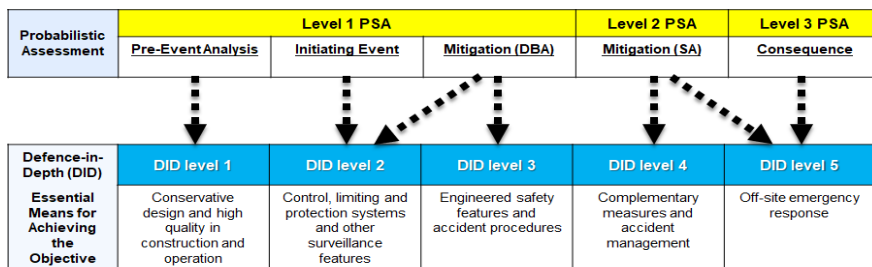 Probabilistic
Assessment
Level 1 PSA
Level 2 PSA
Level 3 PSA
Pre-Event Analysis
Initiating Event
Mitigation (DBA)
Mitigation (SA)
Consequence
Defence-in-
Depth (DID)
DID level 1
DID level 2
DID level 3
DID level 4
DID level 5
Essential
Means for
Achieving
the
Objective
Conservative
design and high
quality in
construction and
operation
Control, limiting and
protection systems
and other
surveillance
features
Engineered safety
features and
accident procedures
Complementary
measures and
accident
management
Off-site emergency
response